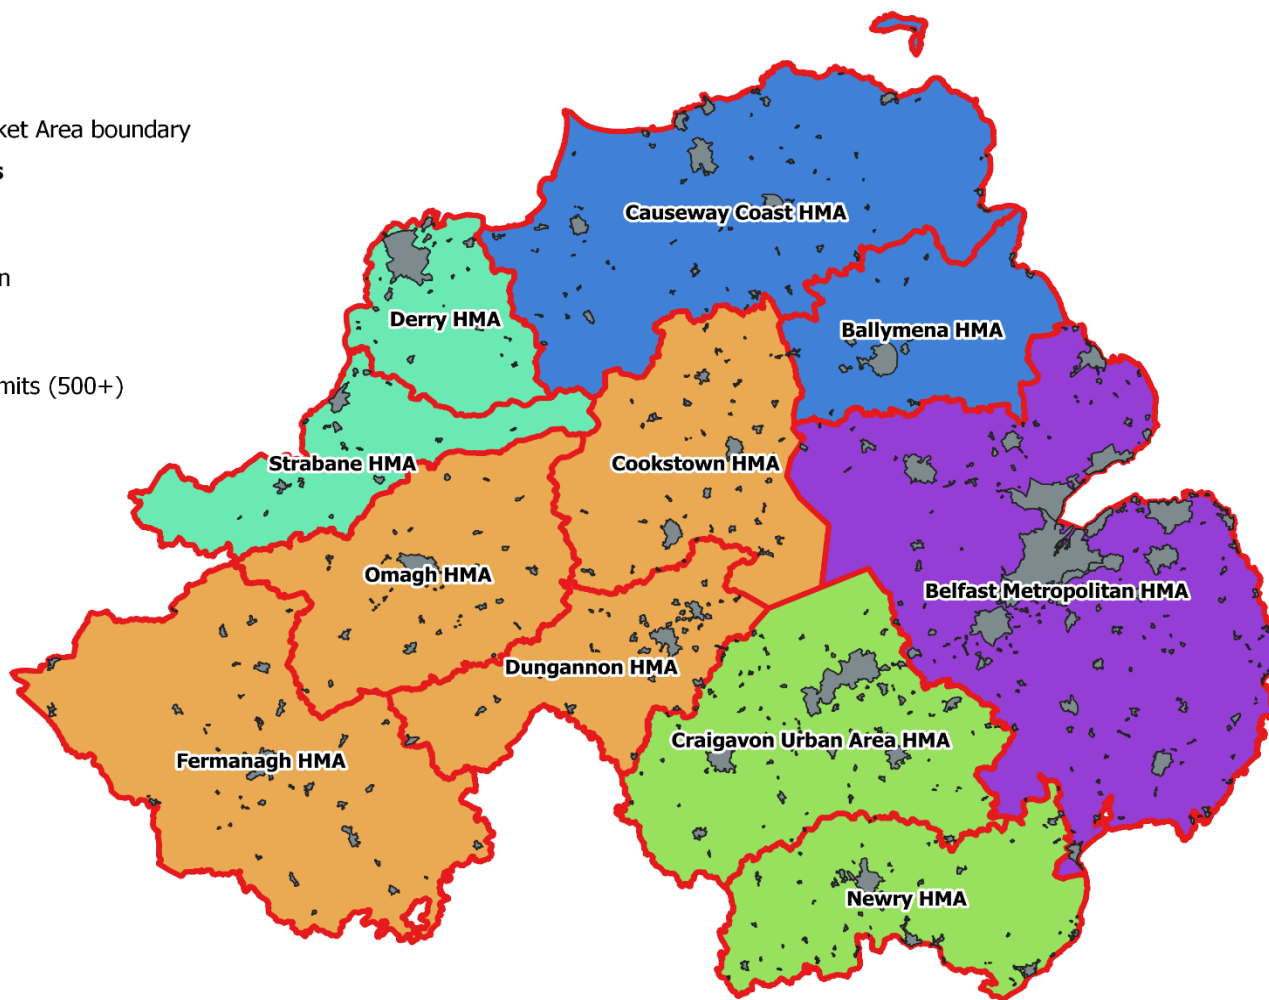 ket Area boundary
s
n
mits (500+)
Causeway Coast HMA
Derry HMA
Ballymena HMA
Strabane HMA
Cookstown HMA
Omagh HMA
Belfast Metropolitan HMA
Dungannon HMA
Craigavon Urban Area HMA
Fermanagh HMA
Newry HMA